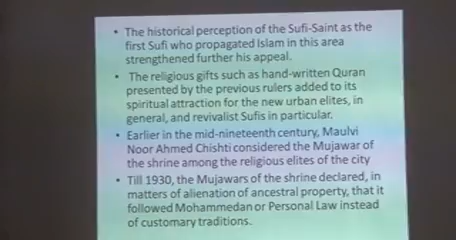 • The historical perception of the Sufi-Saint as the
first Sufi who propagated Islam in this area
strengthened further his appeal.
• The religious gifts such as hand-written Quran
presented by the previous rulers added to its
spiritual attraction for the new urban elites, in
general, and revivalist Sufis in particular.
• Earlier in the mid-nineteenth century, Maulvi
Noor Ahmed Chishti considered the Mujawar of
the shrine among the religious elites of the city
• Till 1930, the Mujawars of the shrine declared, in
matters of alienation of ancestral property, that it
followed Mohammedan or Personal Law instead
of customary traditions.